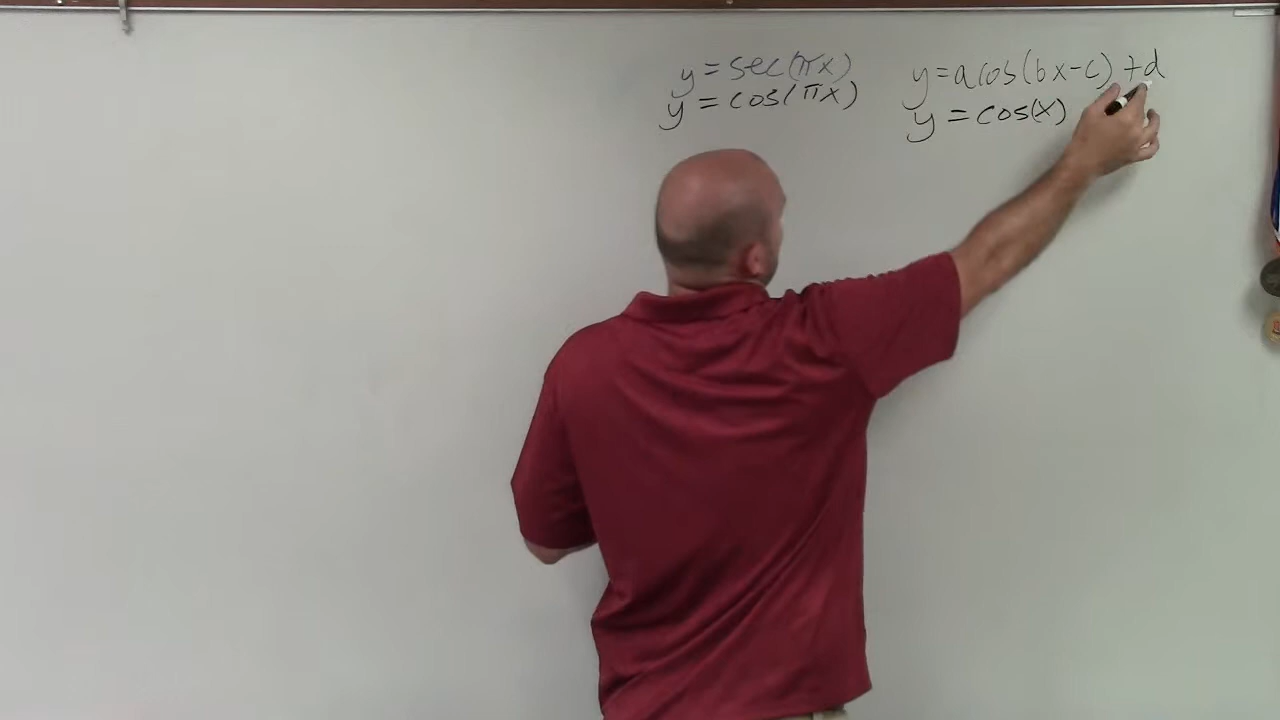 y = sec(πx)
y = cos(πx)
y = a cos(bx - c) + d
y = cos(x)